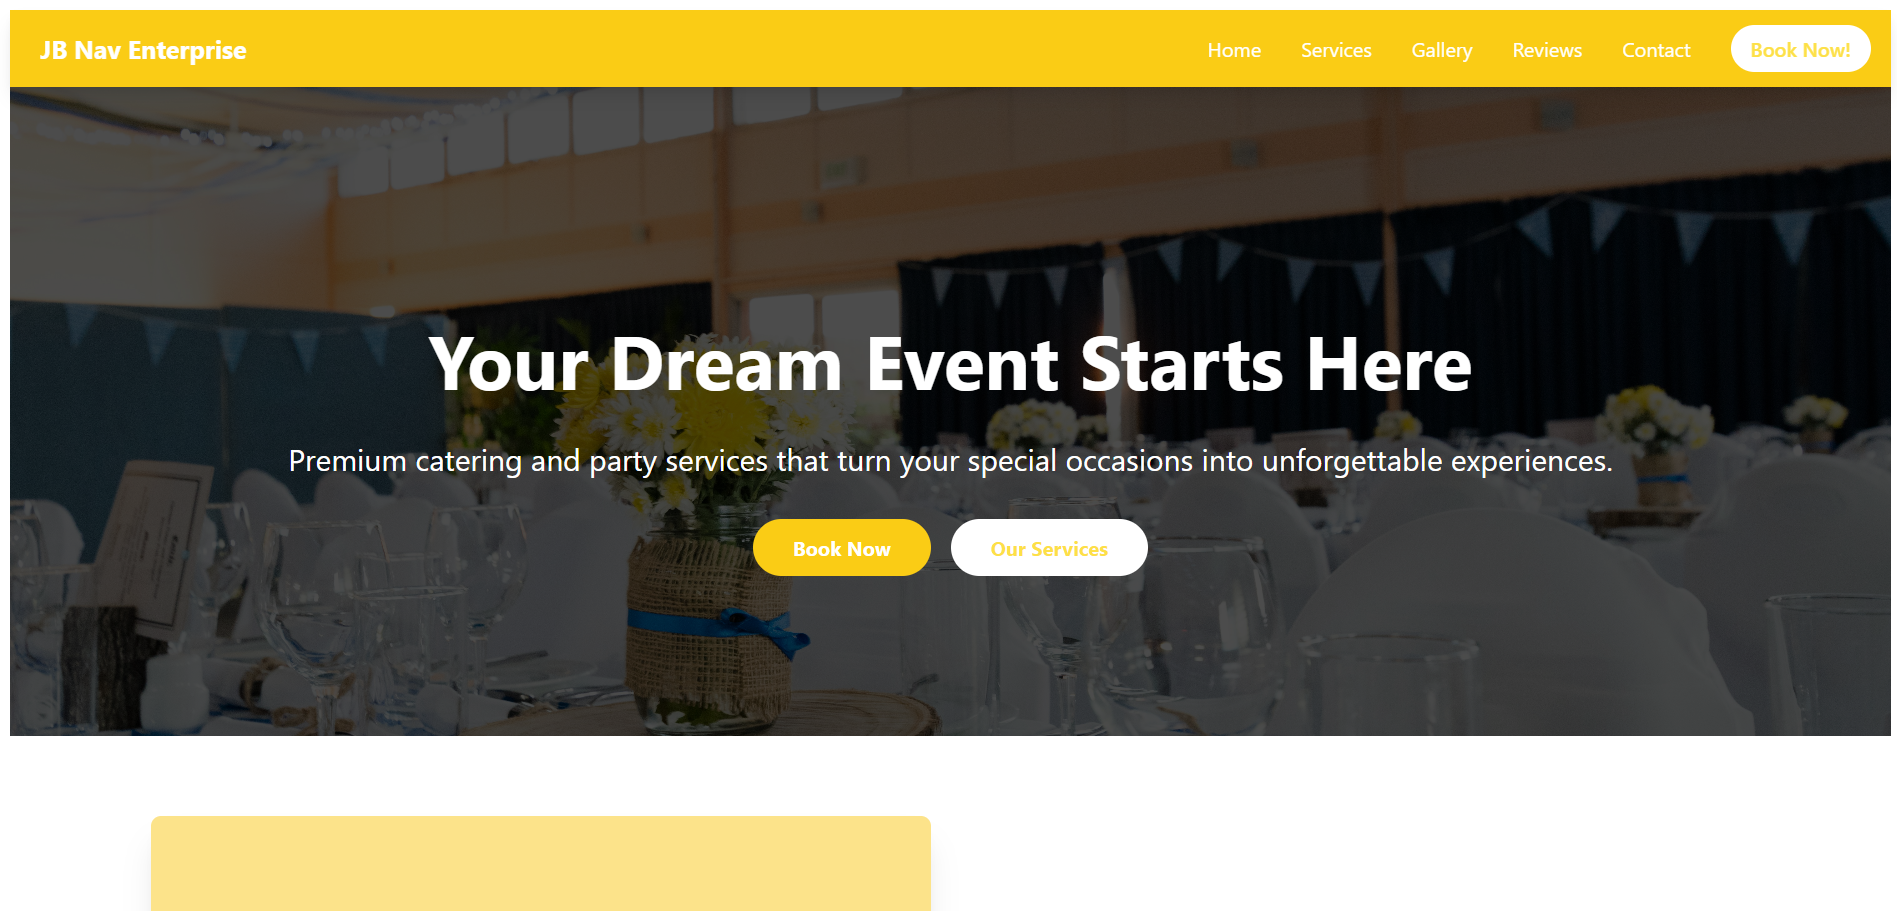 JB Nav Enterprise
Home Services Gallery Reviews Contact Book Now!
Your Dream Event Starts Here
Premium catering and party services that turn your special occasions into unforgettable experiences.
Book Now Our Services